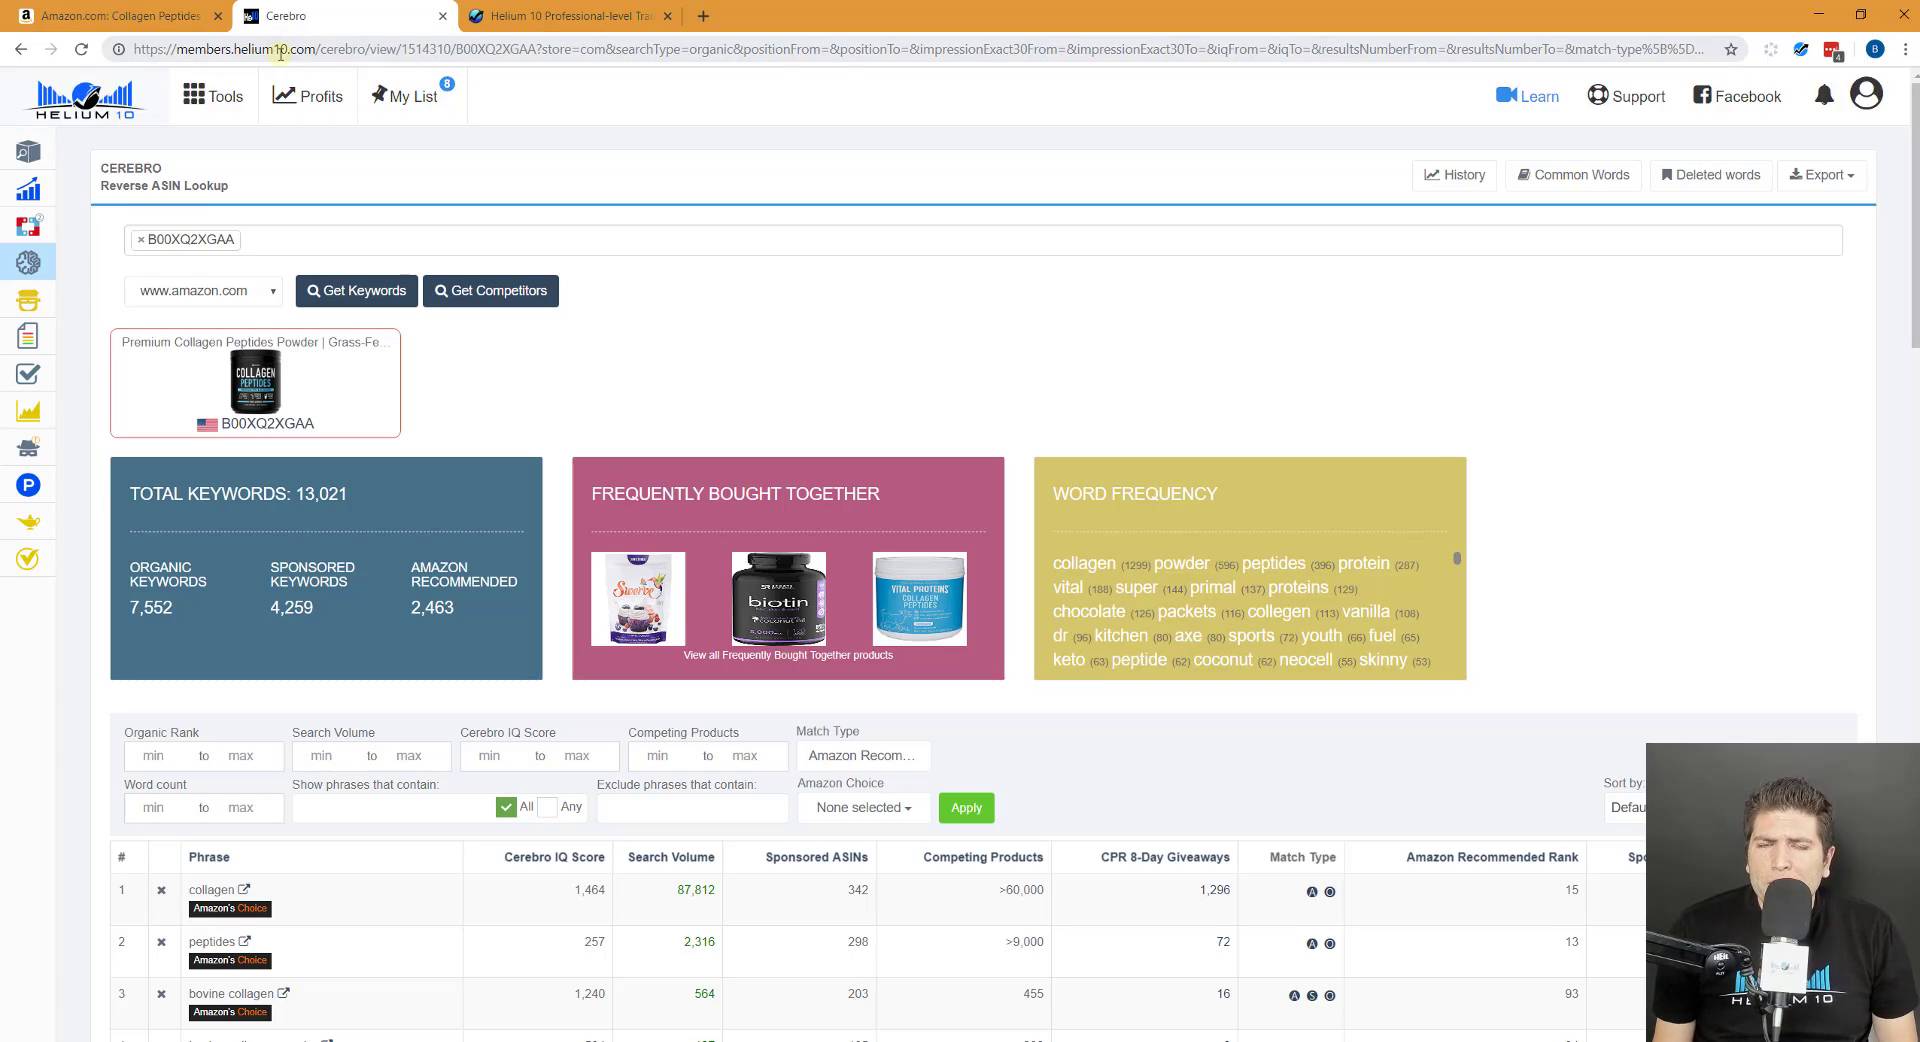 Amazon.com: Collagen Peptides
Cerebro
Helium 10 Professional-level Tra
https://members.helium10.com/cerebro/view/1514310/B00XQ2XGAA?store=com&searchType=organic&positionFrom=&positionTo=&impressionExact30From=&impressionExact30To=&iqFrom=&iqTo=&resultsNumberFrom=&resultsNumberTo=&match-type%5B%5D...
4
B
HELIUM 10
Tools
Profits
My List
8
Learn
Support
Facebook
CEREBRO
Reverse ASIN Lookup
History
Common Words
Deleted words
Export
× B00XQ2XGAA
www.amazon.com
Get Keywords
Get Competitors
Premium Collagen Peptides Powder | Grass-Fe...
COLLAGEN
PEPTIDES
B00XQ2XGAA
TOTAL KEYWORDS: 13,021
ORGANIC KEYWORDS
7,552
SPONSORED KEYWORDS
4,259
AMAZON RECOMMENDED
2,463
FREQUENTLY BOUGHT TOGETHER
Swerve
biotin
VITAL PROTEINS
COLLAGEN
PEPTIDES
View all Frequently Bought Together products
WORD FREQUENCY
collagen (1299) powder (596) peptides (396) protein (287)
vital (188) super (144) primal (137) proteins (129)
chocolate (126) packets (116) collegen (113) vanilla (108)
dr (96) kitchen (80) axe (80) sports (72) youth (66) fuel (65)
keto (63) peptide (62) coconut (62) neocell (55) skinny (53)
Organic Rank
min to max
Search Volume
min to max
Cerebro IQ Score
min to max
Competing Products
min to max
Match Type
Amazon Recom...
Word count
min to max
Show phrases that contain:
All
Any
Exclude phrases that contain:
Amazon Choice
None selected
Apply
Sort by:
Defau
# Phrase Cerebro IQ Score Search Volume Sponsored ASINs Competing Products CPR 8-Day Giveaways Match Type Amazon Recommended Rank Spo
1 collagen 1,464 87,812 342 >60,000 1,296 A O 15
Amazon's Choice
2 peptides 257 2,316 298 >9,000 72 A O 13
Amazon's Choice
3 bovine collagen 1,240 564 203 455 16 A S O 93
Amazon's Choice
HELIUM 10